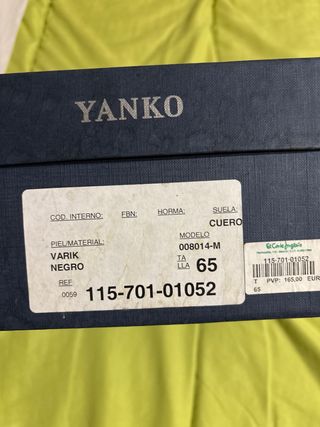 YANKO
COD. INTERNO: FBN: HORMA: SUELA:
CUERO
PIEL/MATERIAL: MODELO
VARIK 008014-M
NEGRO TA LLA 65
REF 0059 115-701-01052
El Corte Inglés
115-701-01052
T PVP: 165,00 EUR
65